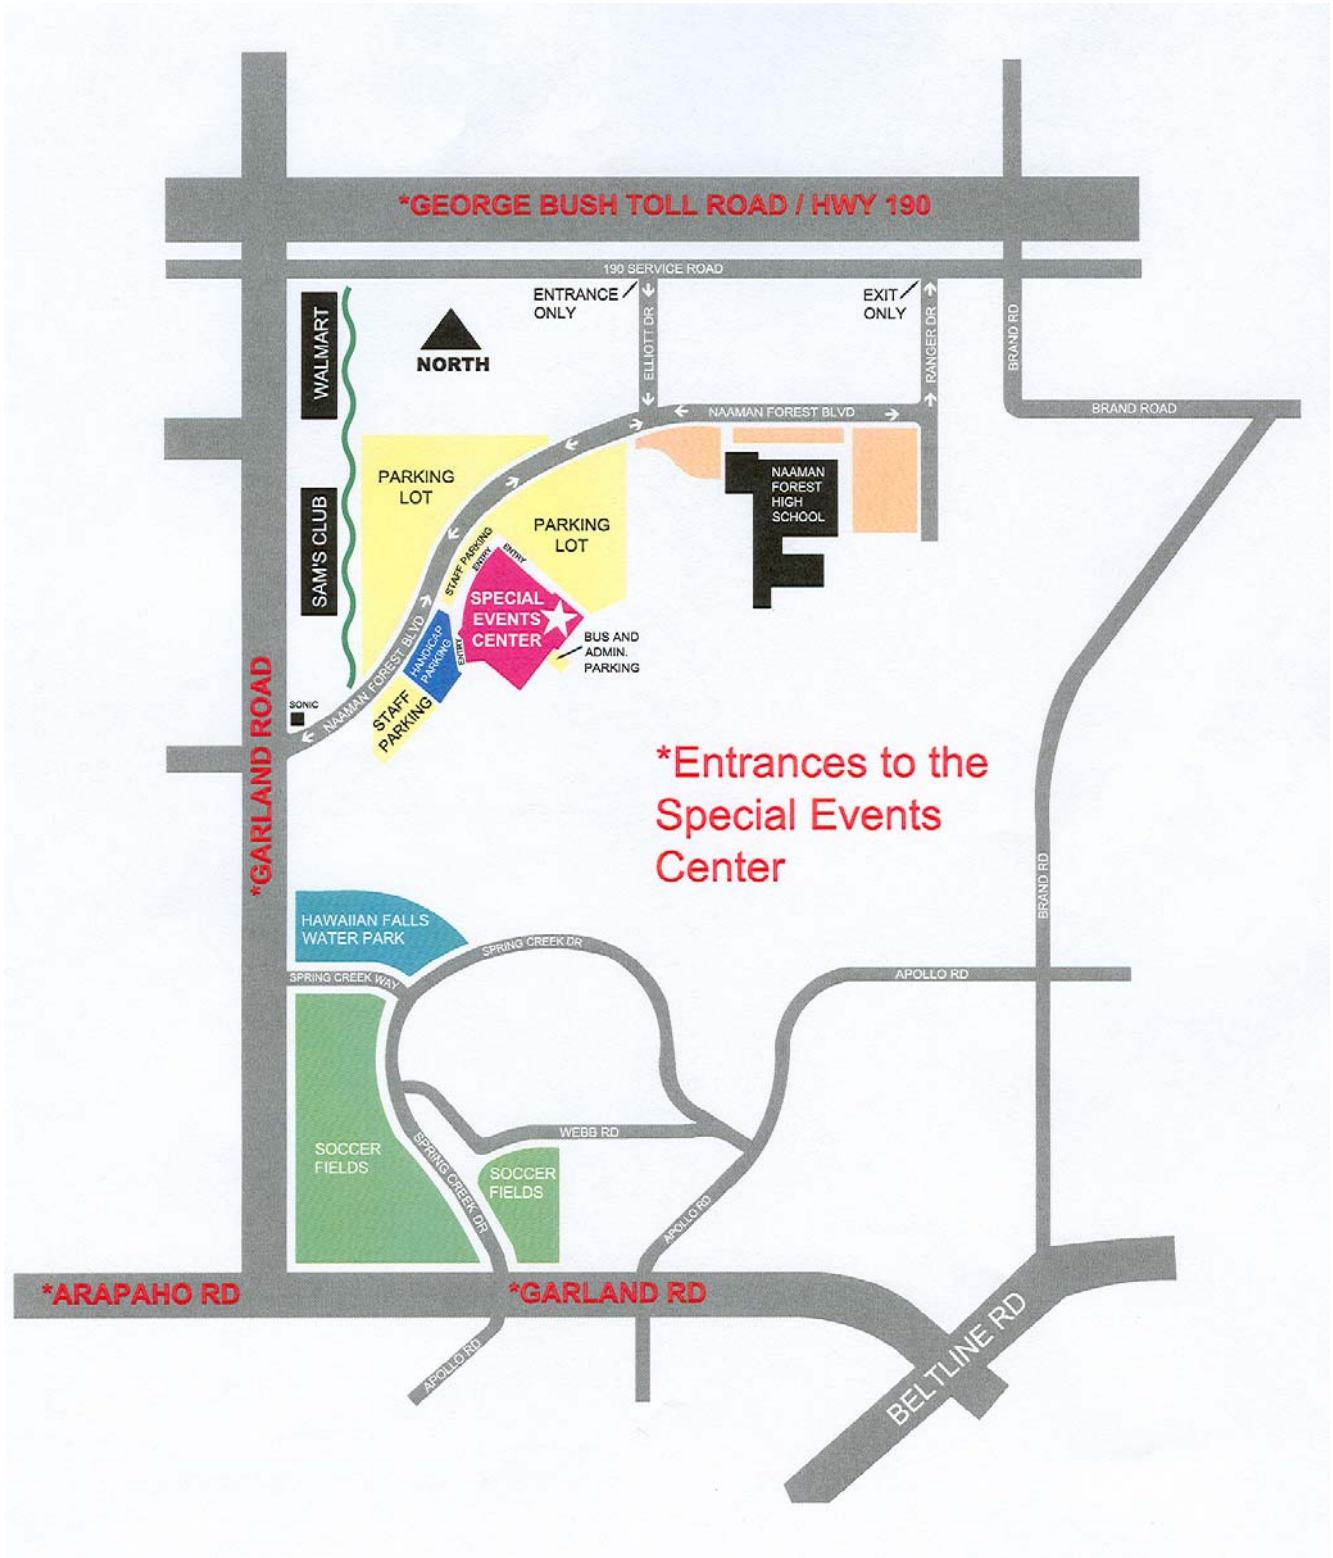 *GEORGE BUSH TOLL ROAD / HWY 190
190 SERVICE ROAD
ENTRANCE
ONLY
EXIT
ONLY
WALMART
NORTH
ELLIOTT DR
RANGER DR
BRAND RD
NAAMAN FOREST BLVD
BRAND ROAD
PARKING
LOT
PARKING
LOT
NAAMAN
FOREST
HIGH
SCHOOL
SAM'S CLUB
STAFF PARKING
ENTRY
ENTRY
SPECIAL
EVENTS
CENTER
HANDICAP
PARKING
ENTRY
BUS AND
ADMIN.
PARKING
NAAMAN FOREST BLVD
STAFF
PARKING
SONIC
*GARLAND ROAD
*Entrances to the
Special Events
Center
HAWAIIAN FALLS
WATER PARK
SPRING CREEK DR
SPRING CREEK WAY
BRAND RD
APOLLO RD
SOCCER
FIELDS
SPRING CREEK DR
WEBB RD
SOCCER
FIELDS
APOLLO RD
*ARAPAHO RD
*GARLAND RD
APOLLO RD
BELTLINE RD